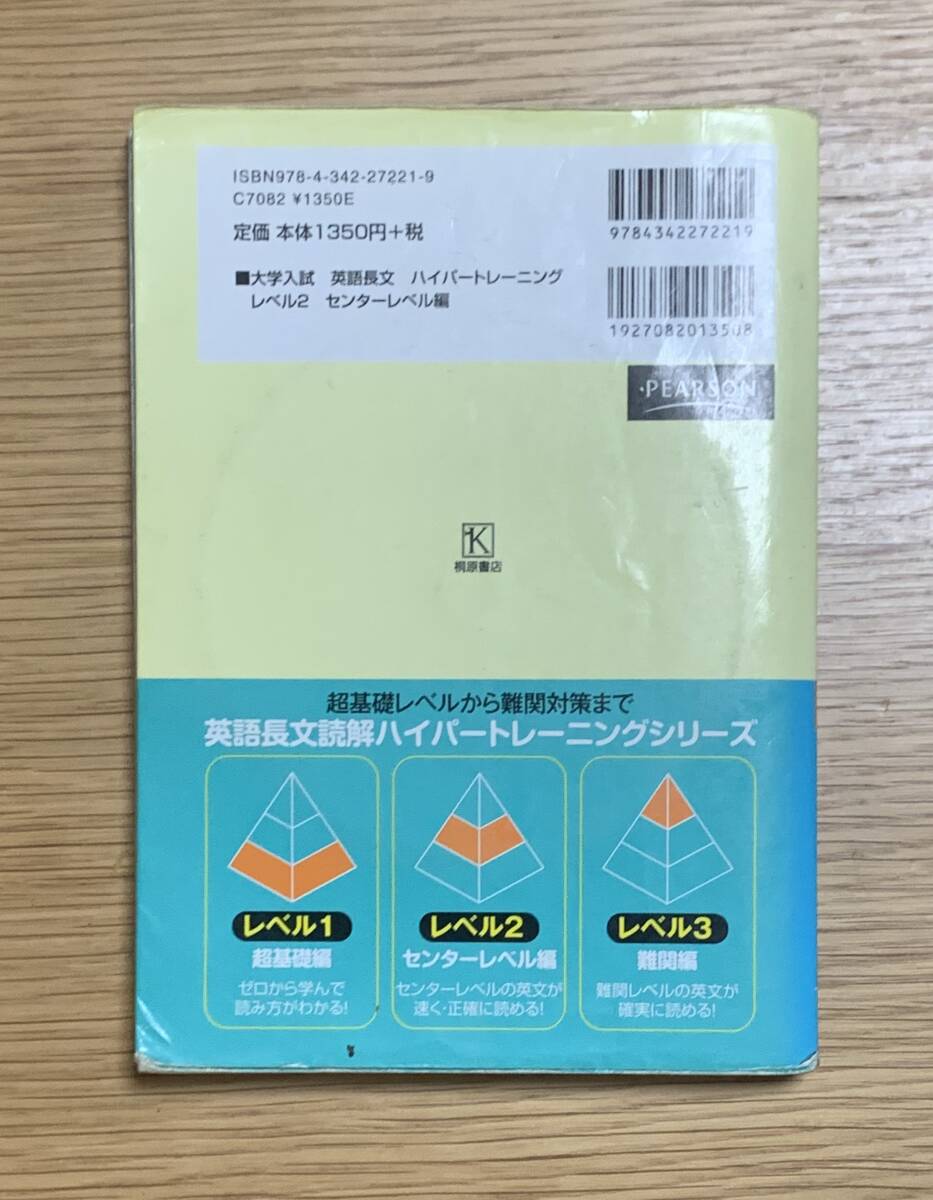 ISBN978-4-342-27221-9
C7082 ¥1350E
定価 本体1350円+税
■大学入試 英語長文 ハイパートレーニング
レベル2 センターレベル編
9784342272219
1927082013508
PEARSON
K
桐原書店
超基礎レベルから難関対策まで
英語長文読解ハイパートレーニングシリーズ
レベル1
超基礎編
ゼロから学んで
読み方がわかる!
レベル2
センターレベル編
センターレベルの英文が
速く・正確に読める!
レベル3
難関編
難関レベルの英文が
確実に読める!